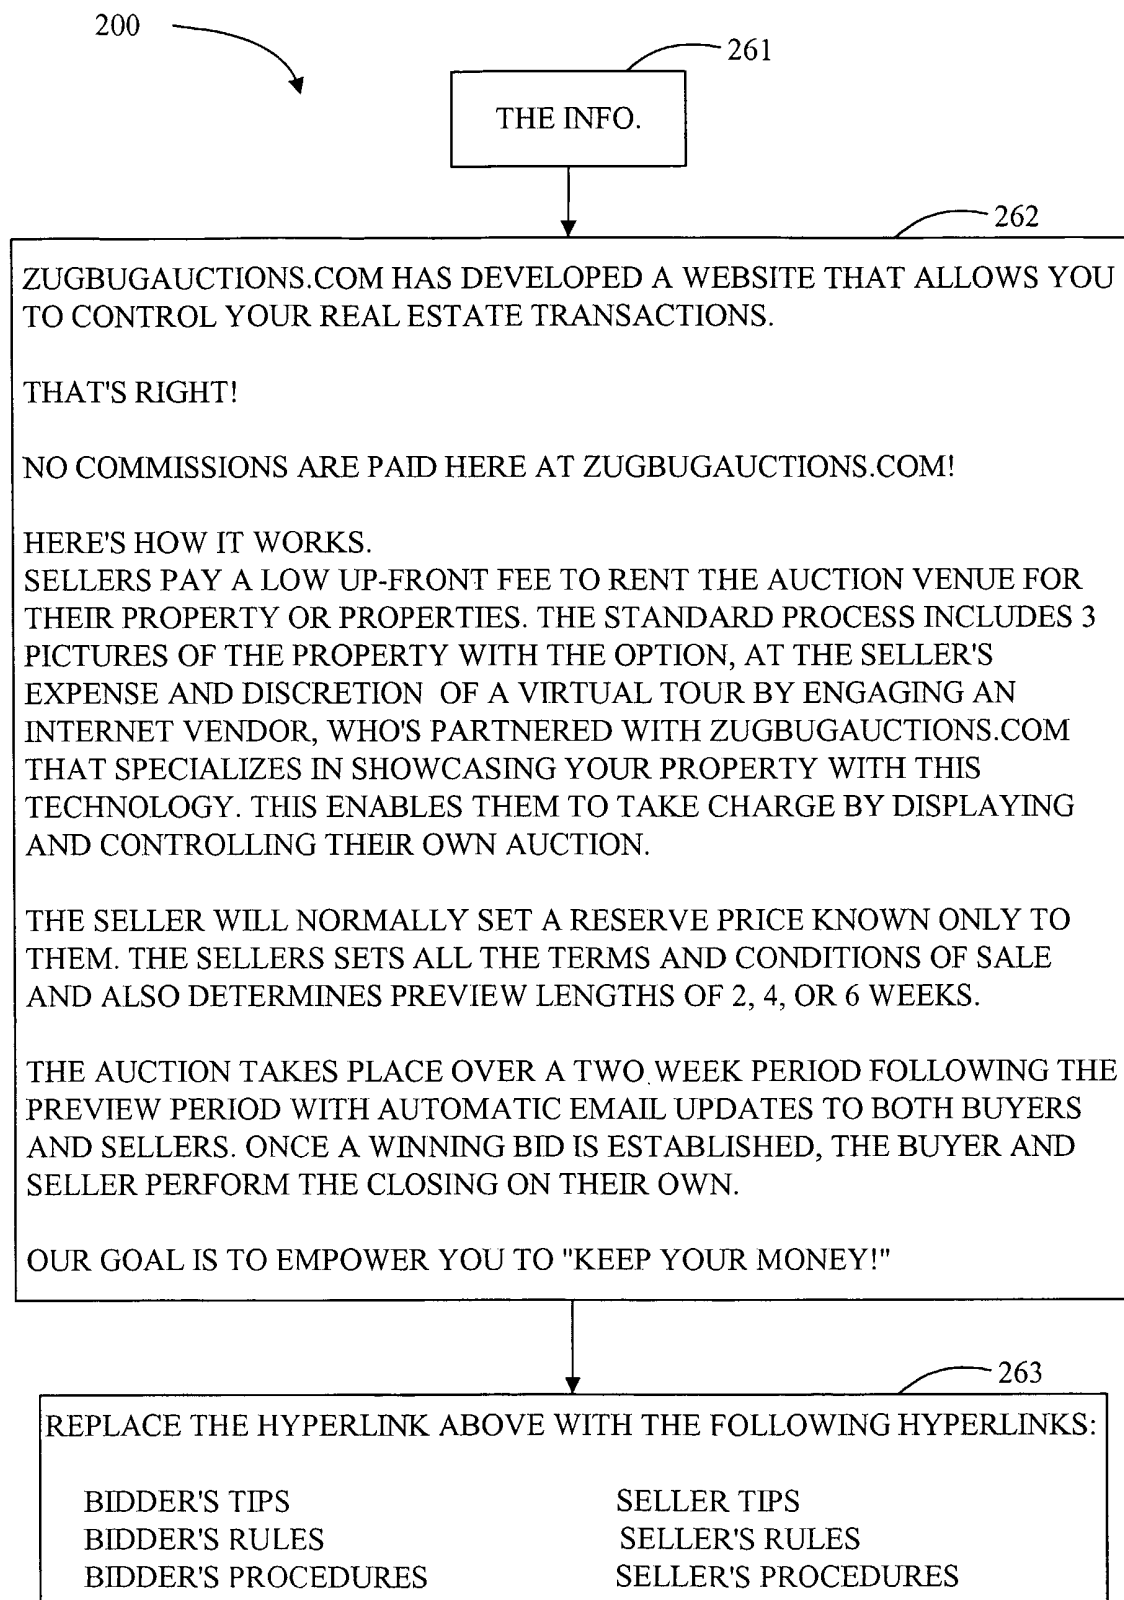 200
261
THE INFO.
262
ZUGBUGAUCTIONS.COM HAS DEVELOPED A WEBSITE THAT ALLOWS YOU
TO CONTROL YOUR REAL ESTATE TRANSACTIONS.
THAT'S RIGHT!
NO COMMISSIONS ARE PAID HERE AT ZUGBUGAUCTIONS.COM!
HERE'S HOW IT WORKS.
SELLERS PAY A LOW UP-FRONT FEE TO RENT THE AUCTION VENUE FOR
THEIR PROPERTY OR PROPERTIES. THE STANDARD PROCESS INCLUDES 3
PICTURES OF THE PROPERTY WITH THE OPTION, AT THE SELLER'S
EXPENSE AND DISCRETION OF A VIRTUAL TOUR BY ENGAGING AN
INTERNET VENDOR, WHO'S PARTNERED WITH ZUGBUGAUCTIONS.COM
THAT SPECIALIZES IN SHOWCASING YOUR PROPERTY WITH THIS
TECHNOLOGY. THIS ENABLES THEM TO TAKE CHARGE BY DISPLAYING
AND CONTROLLING THEIR OWN AUCTION.
THE SELLER WILL NORMALLY SET A RESERVE PRICE KNOWN ONLY TO
THEM. THE SELLERS SETS ALL THE TERMS AND CONDITIONS OF SALE
AND ALSO DETERMINES PREVIEW LENGTHS OF 2, 4, OR 6 WEEKS.
THE AUCTION TAKES PLACE OVER A TWO WEEK PERIOD FOLLOWING THE
PREVIEW PERIOD WITH AUTOMATIC EMAIL UPDATES TO BOTH BUYERS
AND SELLERS. ONCE A WINNING BID IS ESTABLISHED, THE BUYER AND
SELLER PERFORM THE CLOSING ON THEIR OWN.
OUR GOAL IS TO EMPOWER YOU TO "KEEP YOUR MONEY!"
263
REPLACE THE HYPERLINK ABOVE WITH THE FOLLOWING HYPERLINKS:
BIDDER'S TIPS SELLER TIPS
BIDDER'S RULES SELLER'S RULES
BIDDER'S PROCEDURES SELLER'S PROCEDURES